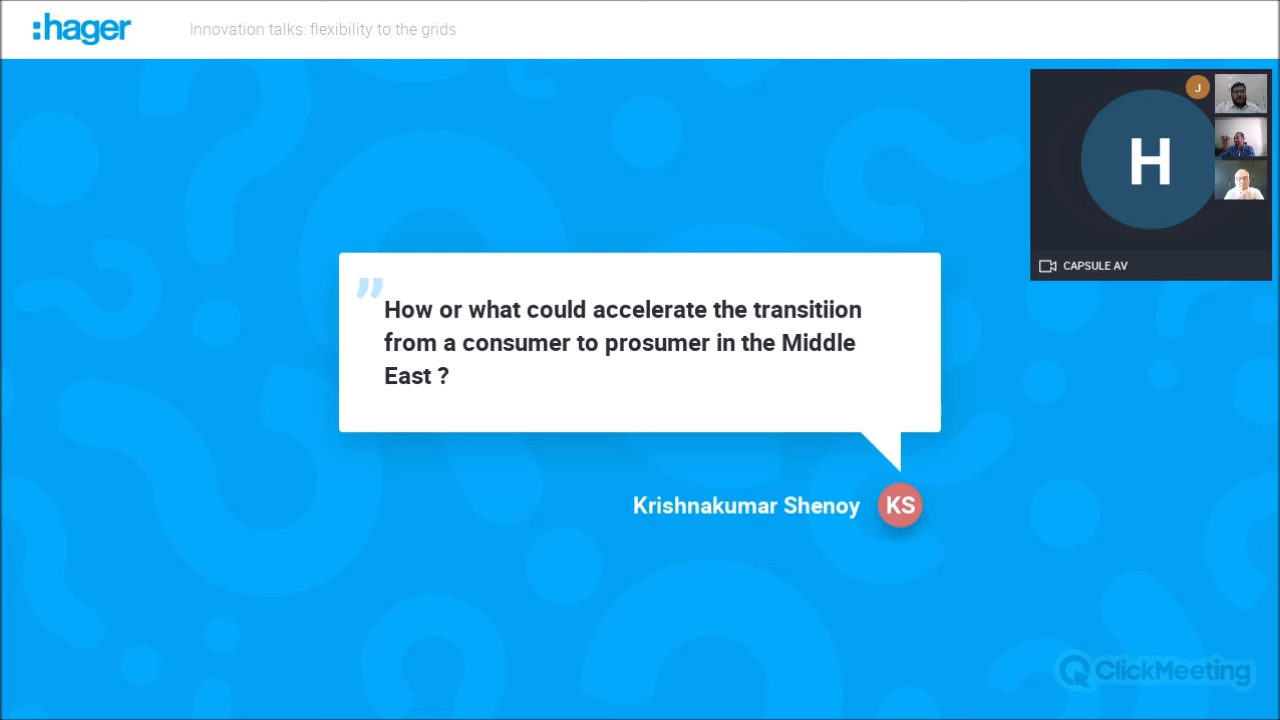 :hager
Innovation talks: flexibility to the grids
J
H
CAPSULE AV
"
How or what could accelerate the transitiion
from a consumer to prosumer in the Middle
East ?
Krishnakumar Shenoy
KS
ClickMeeting